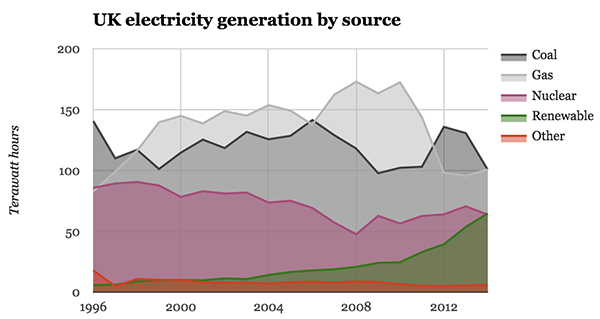 UK electricity generation by source
200
150
100
50
0
Terawatt hours
1996
2000
2004
2008
2012
Coal
Gas
Nuclear
Renewable
Other